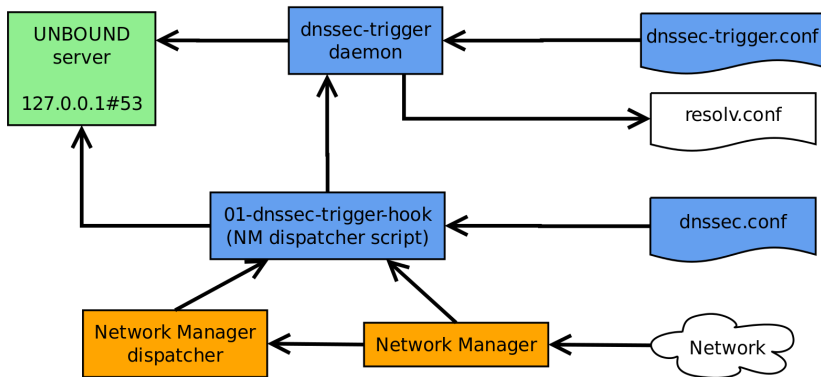 UNBOUND
server
127.0.0.1#53
dnssec-trigger
daemon
dnssec-trigger.conf
resolv.conf
01-dnssec-trigger-hook
(NM dispatcher script)
dnssec.conf
Network Manager
dispatcher
Network Manager
Network